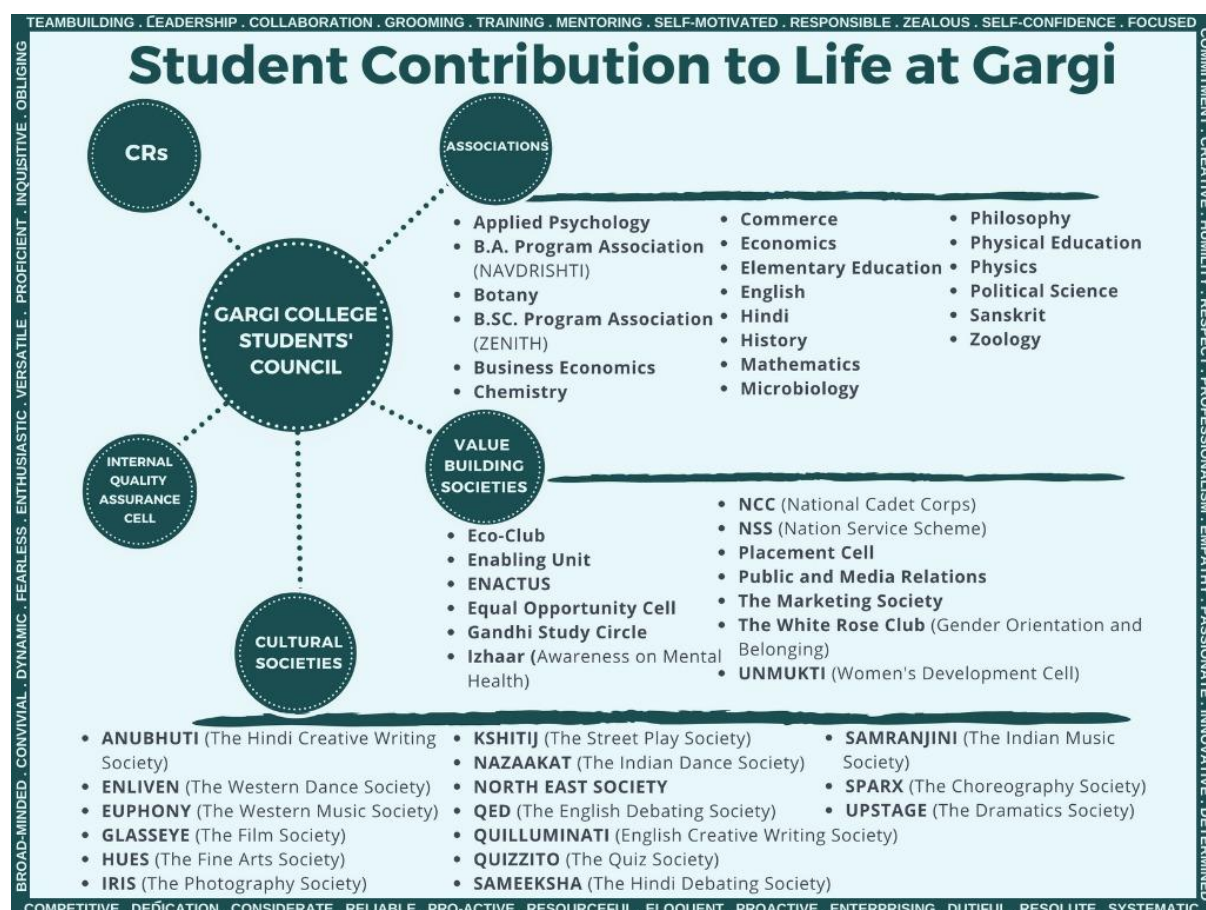 TEAMBUILDING . LEADERSHIP . COLLABORATION . GROOMING . TRAINING . MENTORING . SELF-MOTIVATED . RESPONSIBLE . ZEALOUS . SELF-CONFIDENCE . FOCUSED
Student Contribution to Life at Gargi
CRs
ASSOCIATIONS
• Applied Psychology
• B.A. Program Association
(NAVDRISHTI)
• Botany
• B.SC. Program Association
(ZENITH)
• Business Economics
• Chemistry
• Commerce
• Economics
• Elementary Education
• English
• Hindi
• History
• Mathematics
• Microbiology
• Philosophy
• Physical Education
• Physics
• Political Science
• Sanskrit
• Zoology
GARGI COLLEGE
STUDENTS'
COUNCIL
INTERNAL
QUALITY
ASSURANCE
CELL
VALUE
BUILDING
SOCIETIES
• Eco-Club
• Enabling Unit
• ENACTUS
• Equal Opportunity Cell
• Gandhi Study Circle
• Izhaar (Awareness on Mental
Health)
• NCC (National Cadet Corps)
• NSS (Nation Service Scheme)
• Placement Cell
• Public and Media Relations
• The Marketing Society
• The White Rose Club (Gender Orientation and
Belonging)
• UNMUKTI (Women's Development Cell)
CULTURAL
SOCIETIES
• ANUBHUTI (The Hindi Creative Writing
Society)
• ENLIVEN (The Western Dance Society)
• EUPHONY (The Western Music Society)
• GLASSEYE (The Film Society)
• HUES (The Fine Arts Society)
• IRIS (The Photography Society)
• KSHITIJ (The Street Play Society)
• NAZAAKAT (The Indian Dance Society)
• NORTH EAST SOCIETY
• QED (The English Debating Society)
• QUILLUMINATI (English Creative Writing Society)
• QUIZZITO (The Quiz Society)
• SAMEEKSHA (The Hindi Debating Society)
• SAMRANJINI (The Indian Music
Society)
• SPARX (The Choreography Society)
• UPSTAGE (The Dramatics Society)
BROAD-MINDED . CONVIVIAL . DYNAMIC . FEARLESS . ENTHUSIASTIC . VERSATILE . PROFICIENT . INQUISITIVE . OBLIGING
COMMITMENT . CREATIVE . HUMILITY . RESPECT . PROFESSIONALISM . EMPATHY . PASSIONATE . INNOVATIVE . DETERMINED
COMPETITIVE . DEDICATION . CONSIDERATE . RELIABLE . PRO-ACTIVE . RESOURCEFUL . ELOQUENT . PROACTIVE . ENTERPRISING . DUTIFUL . RESOLUTE . SYSTEMATIC